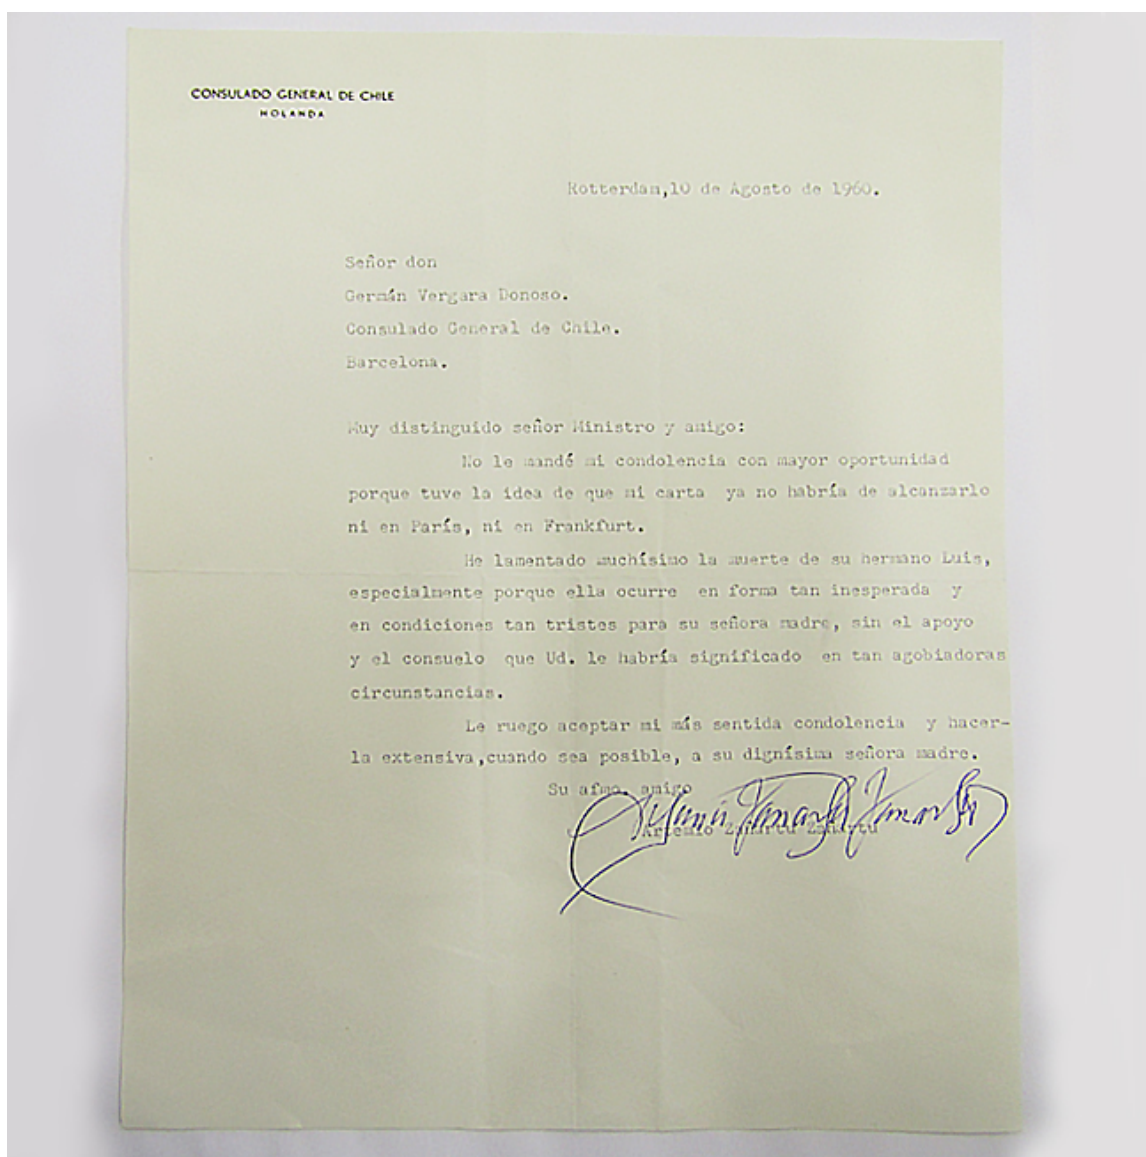 CONSULADO GENERAL DE CHILE
HOLANDA
Rotterdam,10 de Agosto de 1960.
Señor don
Germán Vergara Donoso.
Consulado General de Chile.
Barcelona.
Muy distinguido señor Ministro y amigo:
No le mandé mi condolencia con mayor oportunidad
porque tuve la idea de que mi carta ya no habría de alcanzarlo
ni en París, ni en Frankfurt.
He lamentado muchísimo la muerte de su hermano Luis,
especialmente porque ella ocurre en forma tan inesperada y
en condiciones tan tristes para su señora madre, sin el apoyo
y el consuelo que Ud. le habría significado en tan agobiadoras
circunstancias.
Le ruego aceptar mi más sentida condolencia y hacer-
la extensiva,cuando sea posible, a su dignísima señora madre.
Su afmo. amigo
Artemio Zañartu Zañartu